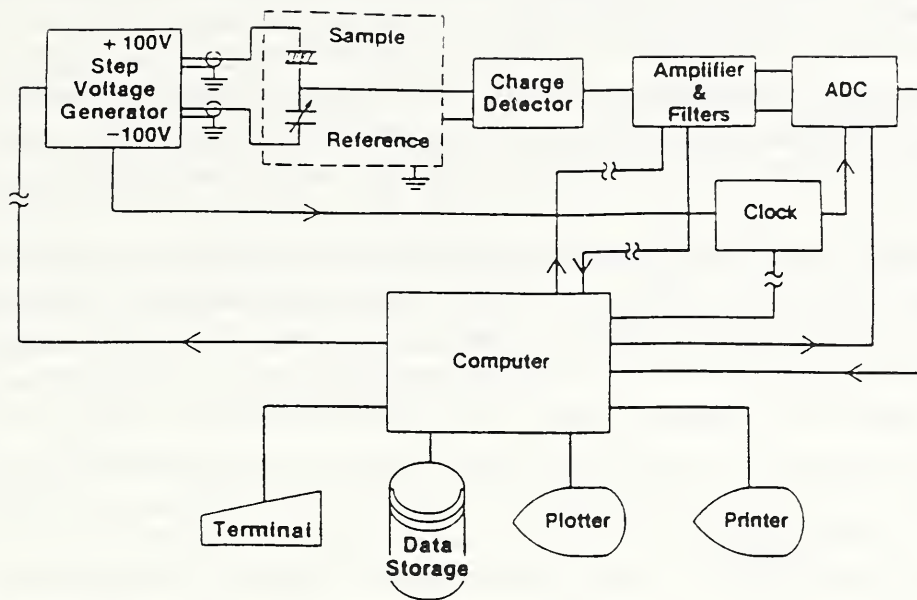 + 100V
Step
Voltage
Generator
−100V
Sample
Reference
Charge
Detector
Amplifier
&
Filters
ADC
Clock
Computer
Terminal
Data
Storage
Plotter
Printer